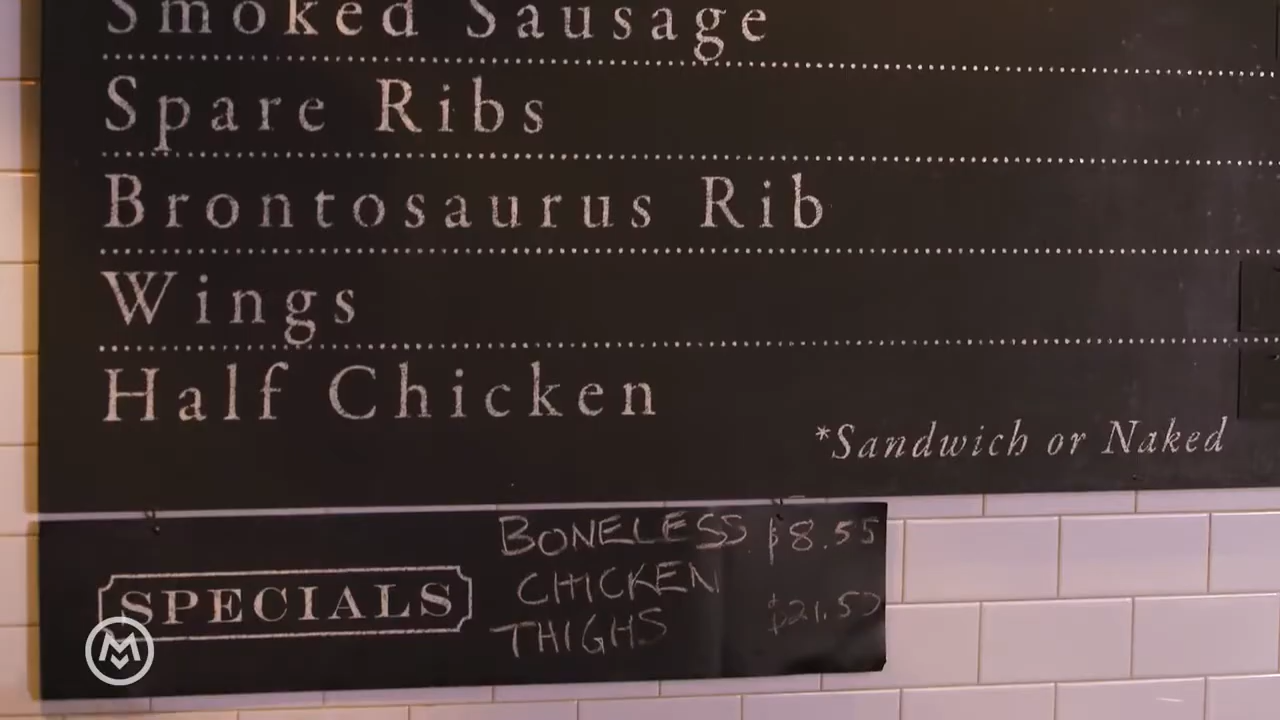 Smoked Sausage
Spare Ribs
Brontosaurus Rib
Wings
Half Chicken
*Sandwich or Naked
SPECIALS
BONELESS $8.55
CHICKEN
THIGHS $21.50